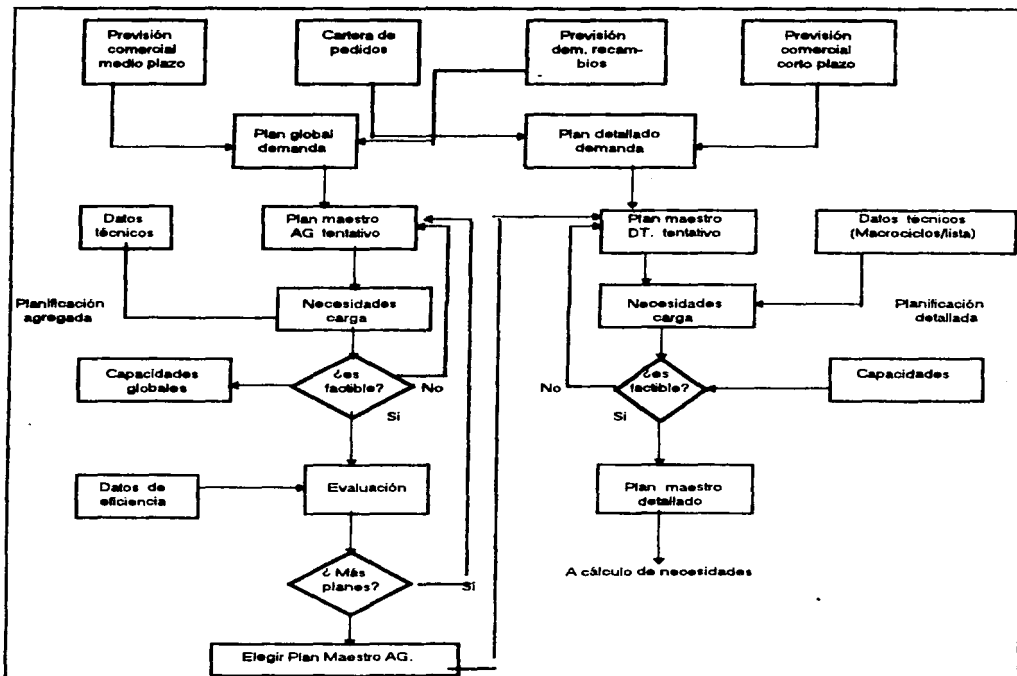 Previsión
comercial
medio plazo
Cartera de
pedidos
Previsión
dem. recam-
bios
Previsión
comercial
corto plazo
Plan global
demanda
Plan detallado
demanda
Datos
técnicos
Plan maestro
AG tentativo
Plan maestro
DT. tentativo
Datos técnicos
(Macrociclos/lista)
Planificación
agregada
Necesidades
carga
Necesidades
carga
Planificación
detallada
Capacidades
globales
¿es
factible?
No
Sí
No
¿es
factible?
Si
Capacidades
Datos de
eficiencia
Evaluación
Plan maestro
detallado
¿ Más
planes?
Sí
A cálculo de necesidades
Elegir Plan Maestro AG.